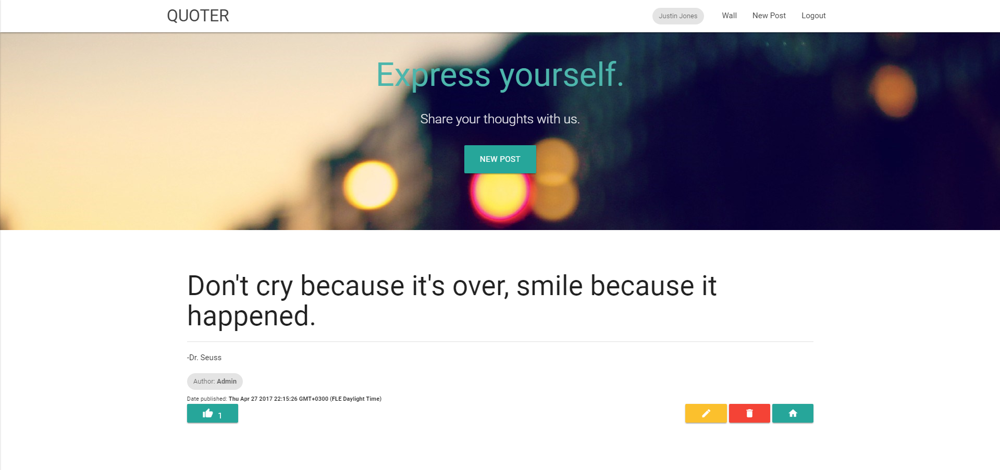 QUOTER
Justin Jones Wall New Post Logout
Express yourself.
Share your thoughts with us.
NEW POST
Don't cry because it's over, smile because it
happened.
-Dr. Seuss
Author: Admin
Date published: Thu Apr 27 2017 22:15:26 GMT+0300 (FLE Daylight Time)
1